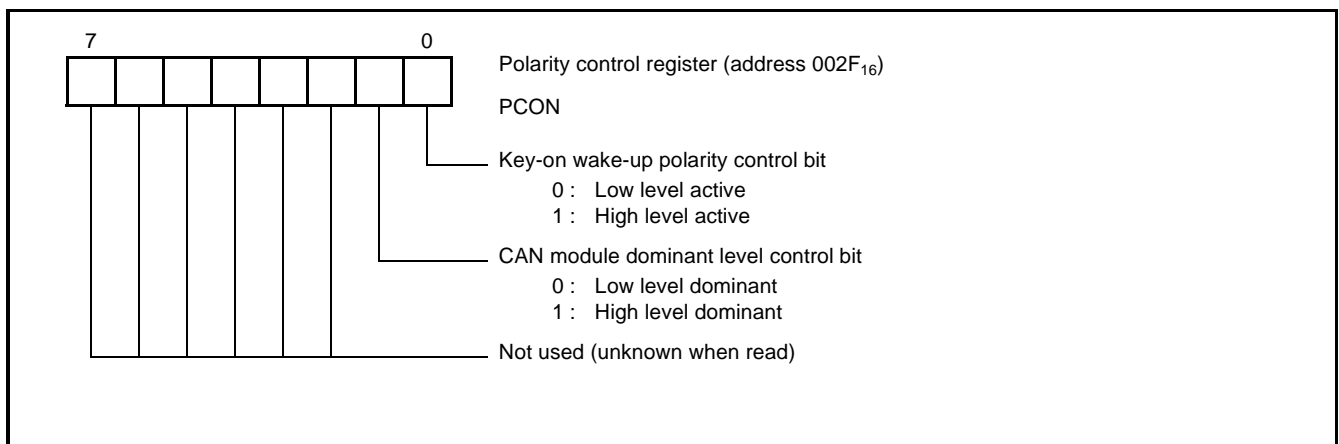 7 0
Polarity control register (address 002F₁₆)
PCON
Key-on wake-up polarity control bit
0 : Low level active
1 : High level active
CAN module dominant level control bit
0 : Low level dominant
1 : High level dominant
Not used (unknown when read)